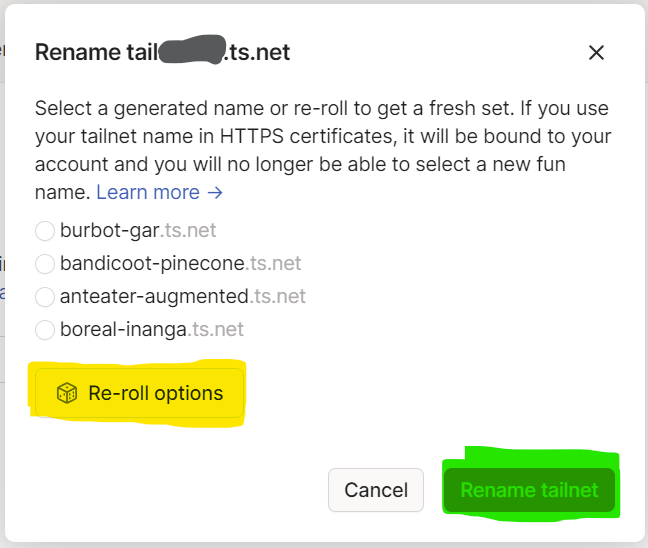 Rename tail .ts.net
Select a generated name or re-roll to get a fresh set. If you use
your tailnet name in HTTPS certificates, it will be bound to your
account and you will no longer be able to select a new fun
name. Learn more →
burbot-gar.ts.net
bandicoot-pinecone.ts.net
anteater-augmented.ts.net
boreal-inanga.ts.net
Re-roll options
Cancel
Rename tailnet